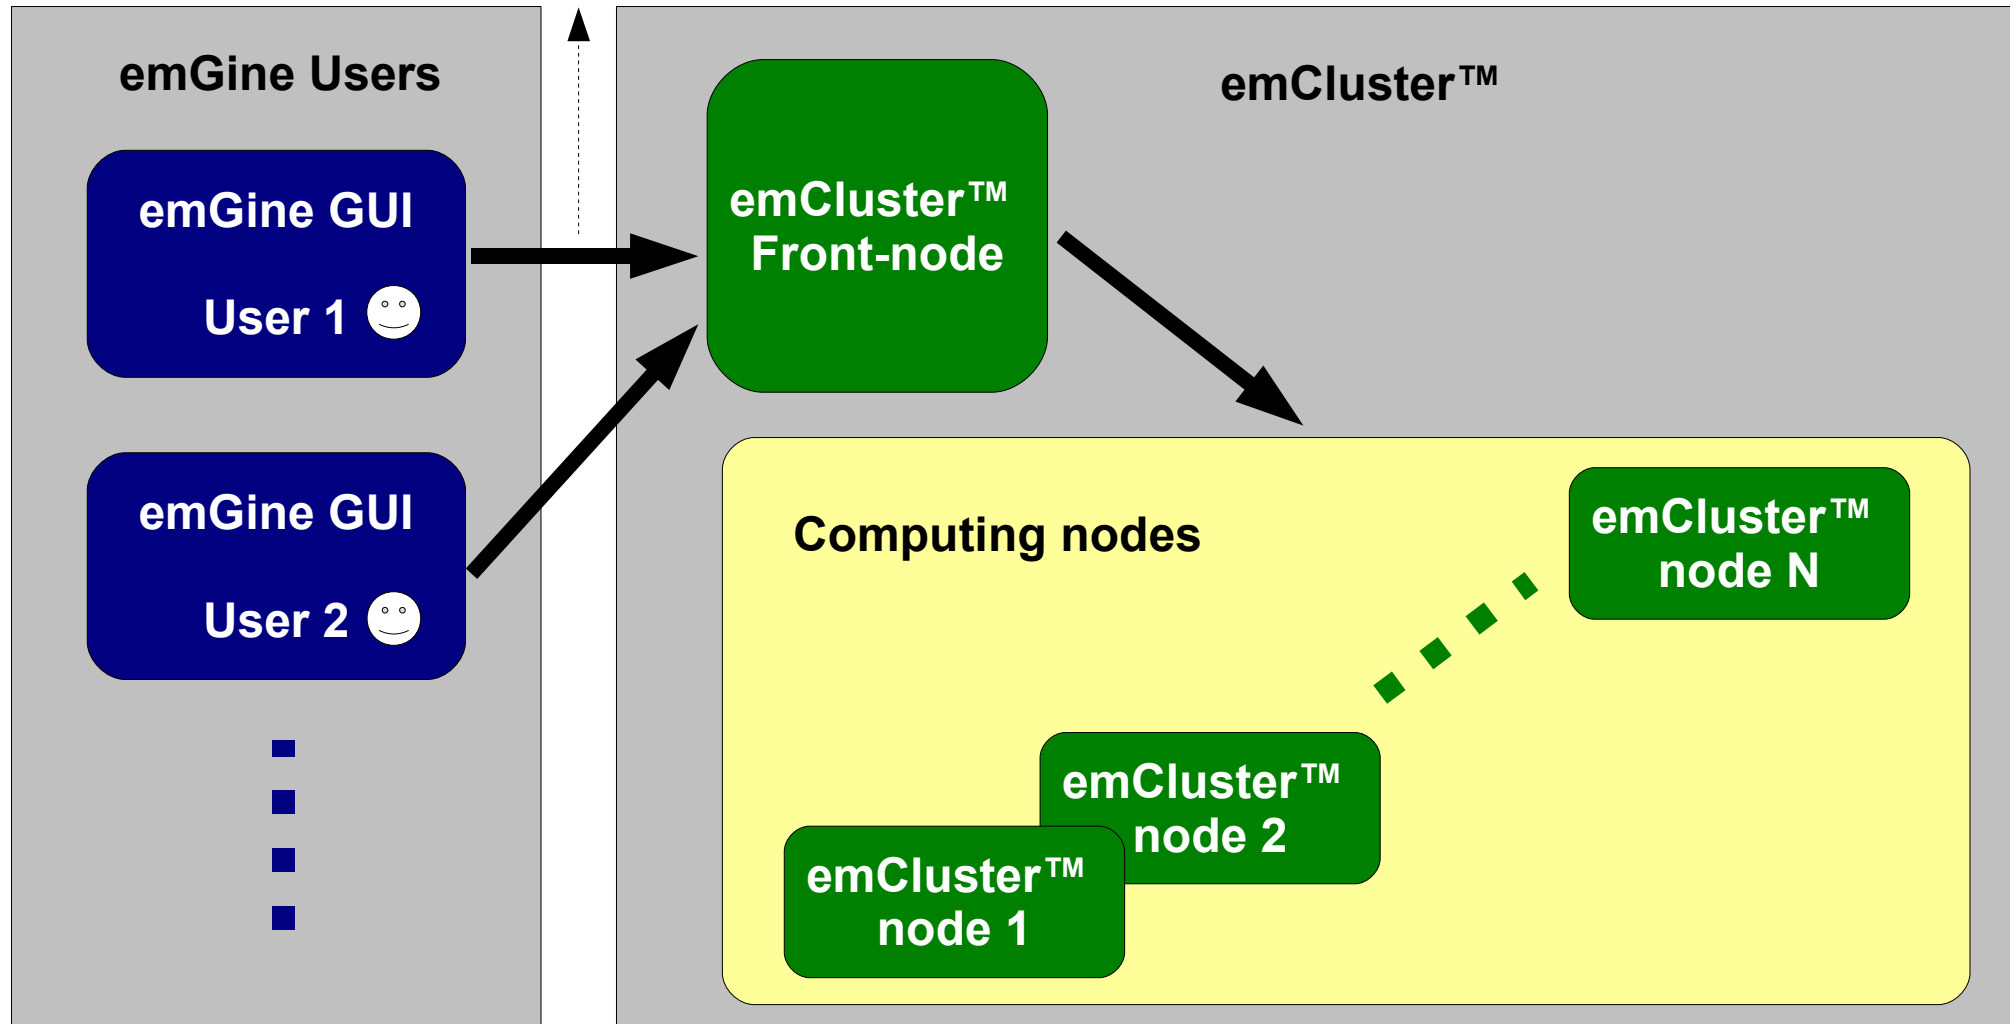 emGine Users
emGine GUI
User 1
emGine GUI
User 2
emCluster™
emCluster™
Front-node
Computing nodes
emCluster™
node N
emCluster™
node 2
emCluster™
node 1